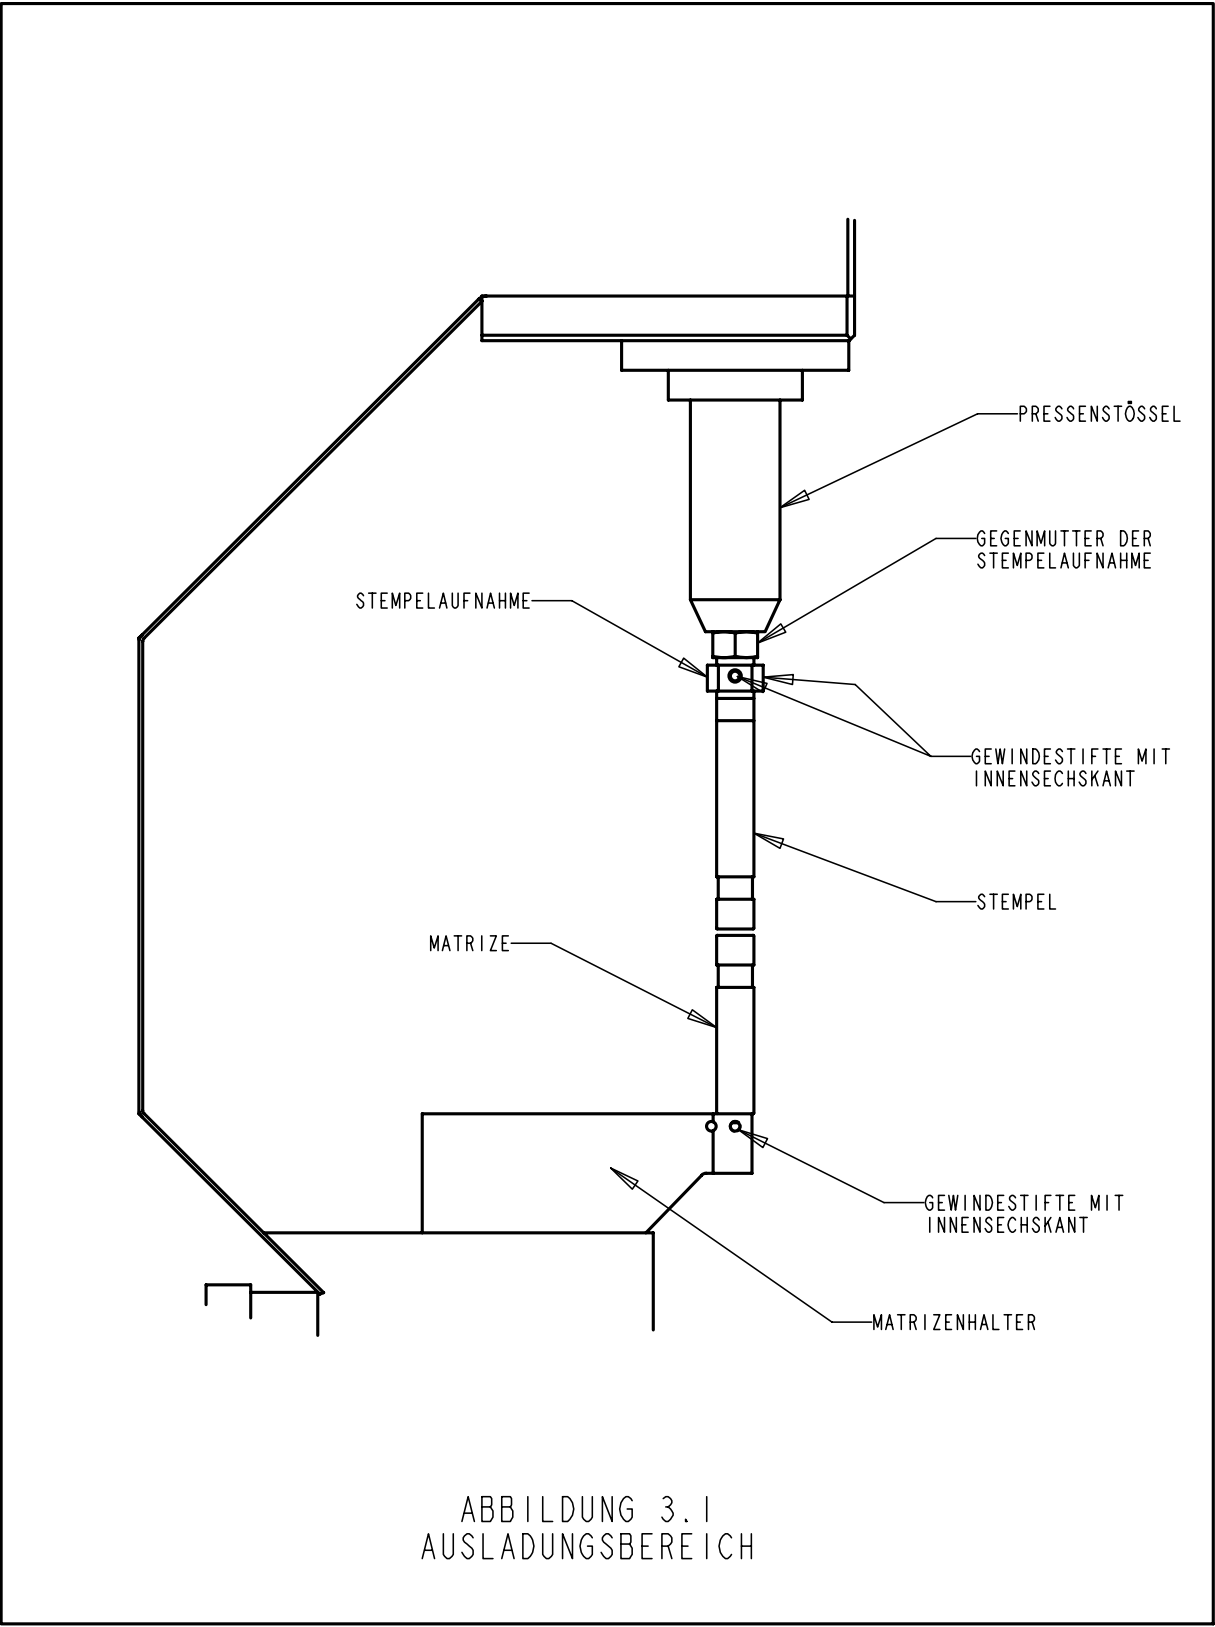 PRESSENSTÖSSEL
GEGENMUTTER DER
STEMPELAUFNAHME
STEMPELAUFNAHME
GEWINDESTIFTE MIT
INNENSECHSKANT
STEMPEL
MATRIZE
GEWINDESTIFTE MIT
INNENSECHSKANT
MATRIZENHALTER
ABBILDUNG 3.1
AUSLADUNGSBEREICH